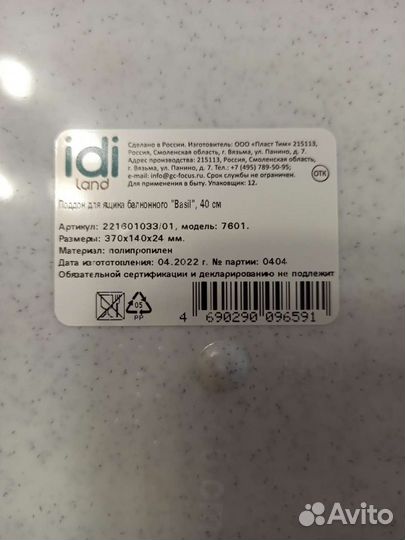 idi
land
Сделано в России. Изготовитель: ООО «Пласт Тим» 215113,
Россия, Смоленская область, г. Вязьма, ул. Панино, д. 7.
Адрес производства: 215113, Россия, Смоленская область,
г. Вязьма, ул. Панино, д. 7. Тел.: +7 (495) 789-50-95;
e-mail: info@gc-focus.ru. Срок службы не ограничен.
Для применения в быту. Упаковщик: 12.
ОТК
Поддон для ящика балконного "Basil", 40 см
Артикул: 221601033/01, модель: 7601.
Размеры: 370х140х24 мм.
Материал: полипропилен
Дата изготовления: 04.2022 г. № партии: 0404
Обязательной сертификации и декларированию не подлежит
05
PP
4 690290 096591
Avito